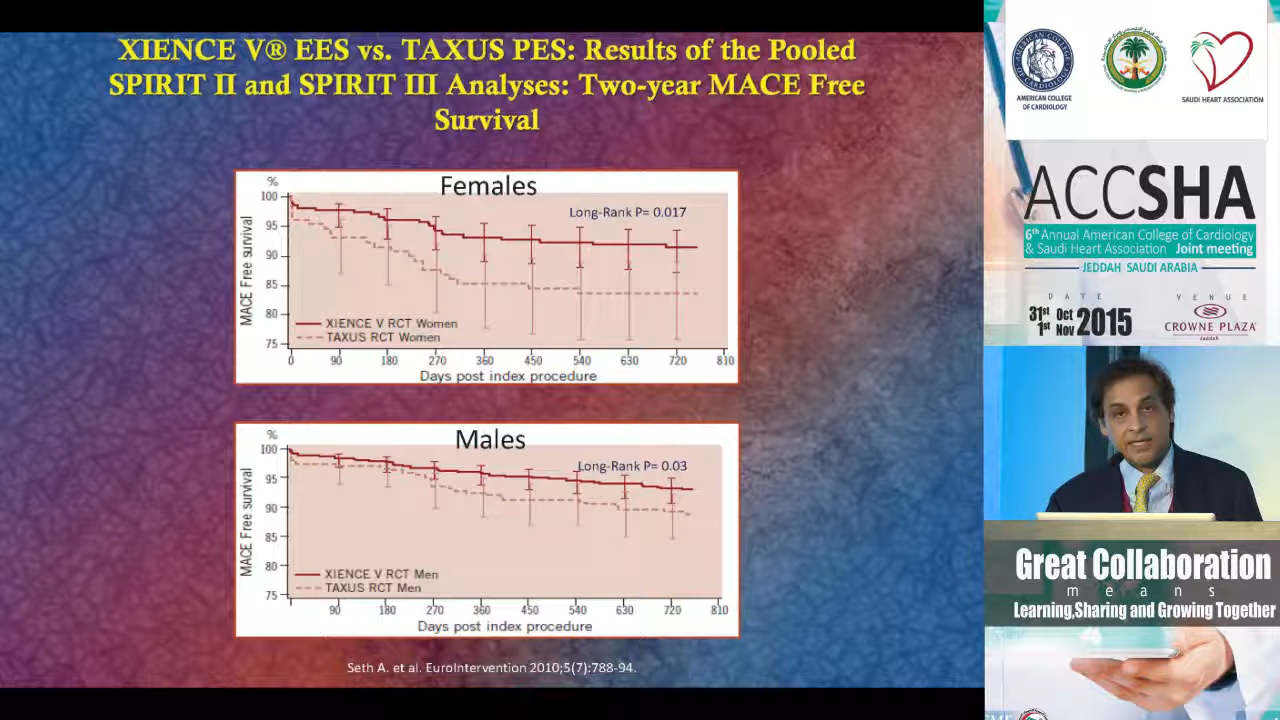 XIENCE V® EES vs. TAXUS PES: Results of the Pooled
SPIRIT II and SPIRIT III Analyses: Two-year MACE Free
Survival
Females
%
100
95
90
85
80
75
MACE Free survival
Long-Rank P= 0.017
XIENCE V RCT Women
TAXUS RCT Women
0 90 180 270 360 450 540 630 720 810
Days post index procedure
Males
%
100
95
90
85
80
75
MACE Free survival
Long-Rank P= 0.03
XIENCE V RCT Men
TAXUS RCT Men
90 180 270 360 450 540 630 720 810
Days post index procedure
Seth A. et al. EuroIntervention 2010;5(7):788-94.
AMERICAN COLLEGE
OF CARDIOLOGY
SAUDI HEART ASSOCIATION
ACCSHA
6th Annual American College of Cardiology
& Saudi Heart Association Joint meeting
JEDDAH SAUDI ARABIA
DATE
31st Oct
1st Nov 2015
VENUE
CROWNE PLAZA
Jeddah
Great Collaboration
means
Learning,Sharing and Growing Together